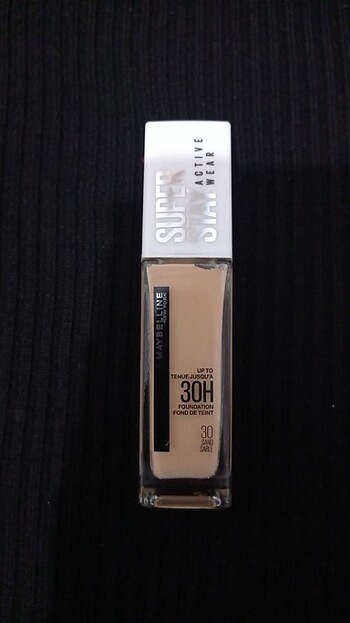 SUPER
STAY
ACTIVE
WEAR
MAYBELLINE
NEW YORK
UP TO
TENUE·JUSQU'A
30H
FOUNDATION
FOND DE TEINT
30
SAND
SABLE